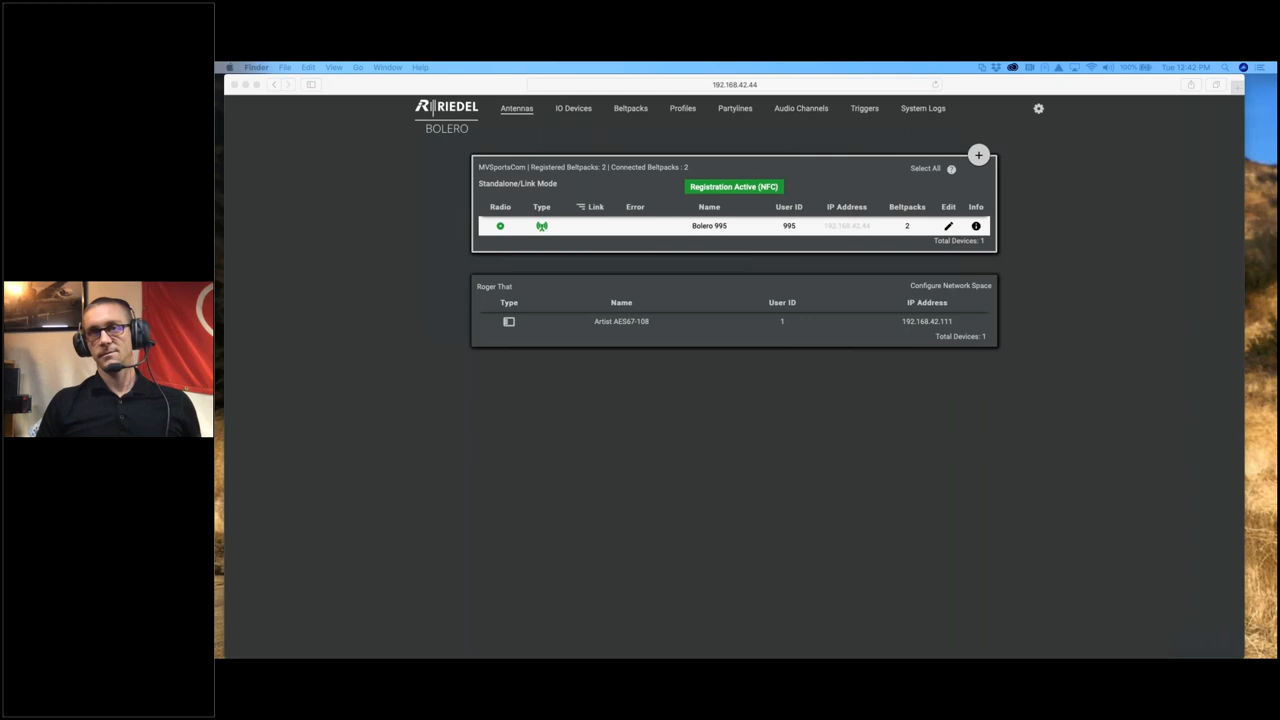 Finder File Edit View Go Window Help 100% Tue 12:42 PM
192.168.42.44
RIEDEL
BOLERO
Antennas IO Devices Beltpacks Profiles Partylines Audio Channels Triggers System Logs
MVSportsCom | Registered Beltpacks: 2 | Connected Beltpacks : 2 Select All ?
Standalone/Link Mode Registration Active (NFC)
Radio Type Link Error Name User ID IP Address Beltpacks Edit Info
Bolero 995 995 192.168.42.44 2
Total Devices: 1
Roger That Configure Network Space
Type Name User ID IP Address
Artist AES67-108 1 192.168.42.111
Total Devices: 1